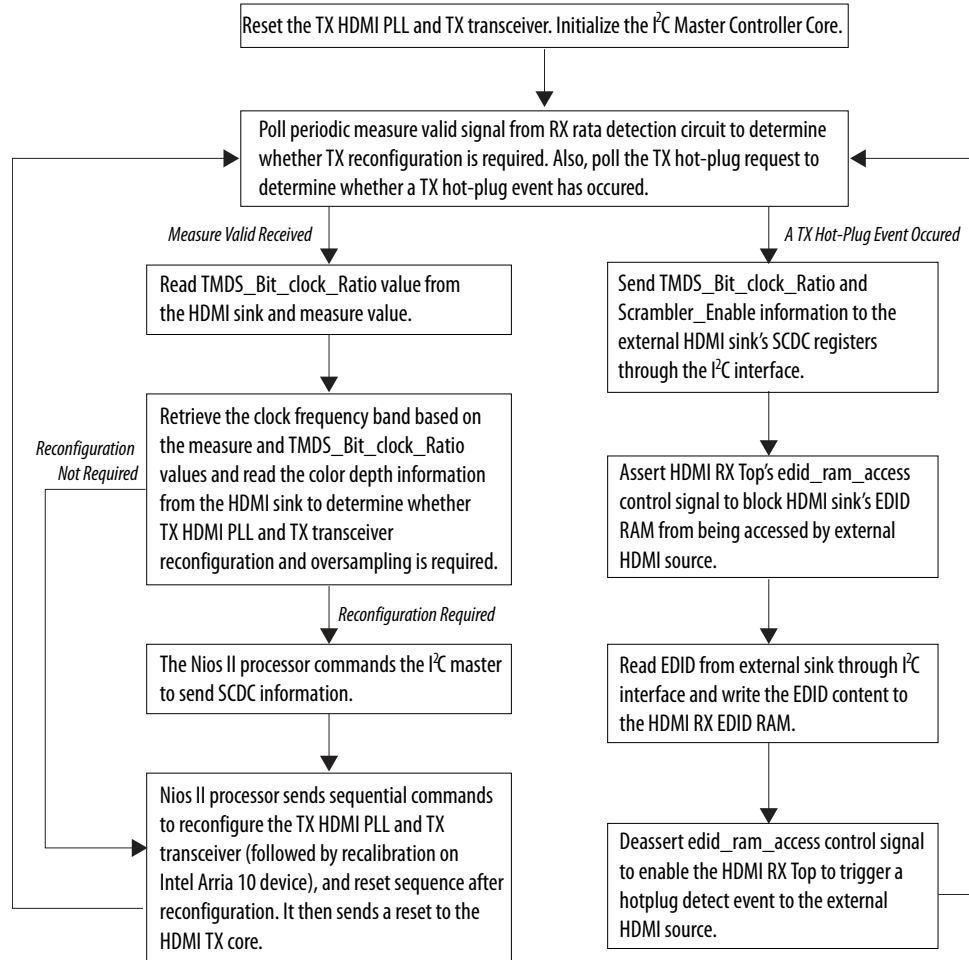 Reset the TX HDMI PLL and TX transceiver. Initialize the I²C Master Controller Core.
Poll periodic measure valid signal from RX rata detection circuit to determine
whether TX reconfiguration is required. Also, poll the TX hot-plug request to
determine whether a TX hot-plug event has occured.
Measure Valid Received
A TX Hot-Plug Event Occured
Read TMDS_Bit_clock_Ratio value from
the HDMI sink and measure value.
Send TMDS_Bit_clock_Ratio and
Scrambler_Enable information to the
external HDMI sink's SCDC registers
through the I²C interface.
Reconfiguration
Not Required
Retrieve the clock frequency band based on
the measure and TMDS_Bit_clock_Ratio
values and read the color depth information
from the HDMI sink to determine whether
TX HDMI PLL and TX transceiver
reconfiguration and oversampling is required.
Assert HDMI RX Top's edid_ram_access
control signal to block HDMI sink's EDID
RAM from being accessed by external
HDMI source.
Reconfiguration Required
The Nios II processor commands the I²C master
to send SCDC information.
Read EDID from external sink through I²C
interface and write the EDID content to
the HDMI RX EDID RAM.
Nios II processor sends sequential commands
to reconfigure the TX HDMI PLL and TX
transceiver (followed by recalibration on
Intel Arria 10 device), and reset sequence after
reconfiguration. It then sends a reset to the
HDMI TX core.
Deassert edid_ram_access control signal
to enable the HDMI RX Top to trigger a
hotplug detect event to the external
HDMI source.